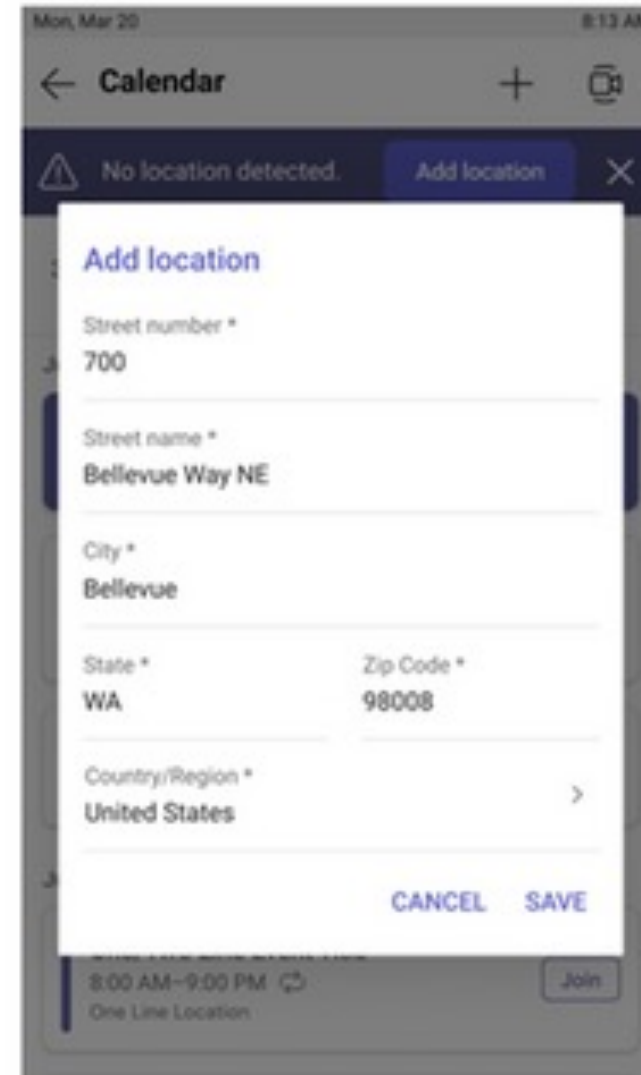 Mon, Mar 20 8:13 AM
Calendar
No location detected. Add location
Add location
Street number *
700
Street name *
Bellevue Way NE
City *
Bellevue
State * Zip Code *
WA 98008
Country/Region *
United States
CANCEL SAVE
8:00 AM–9:00 PM Join
One Line Location